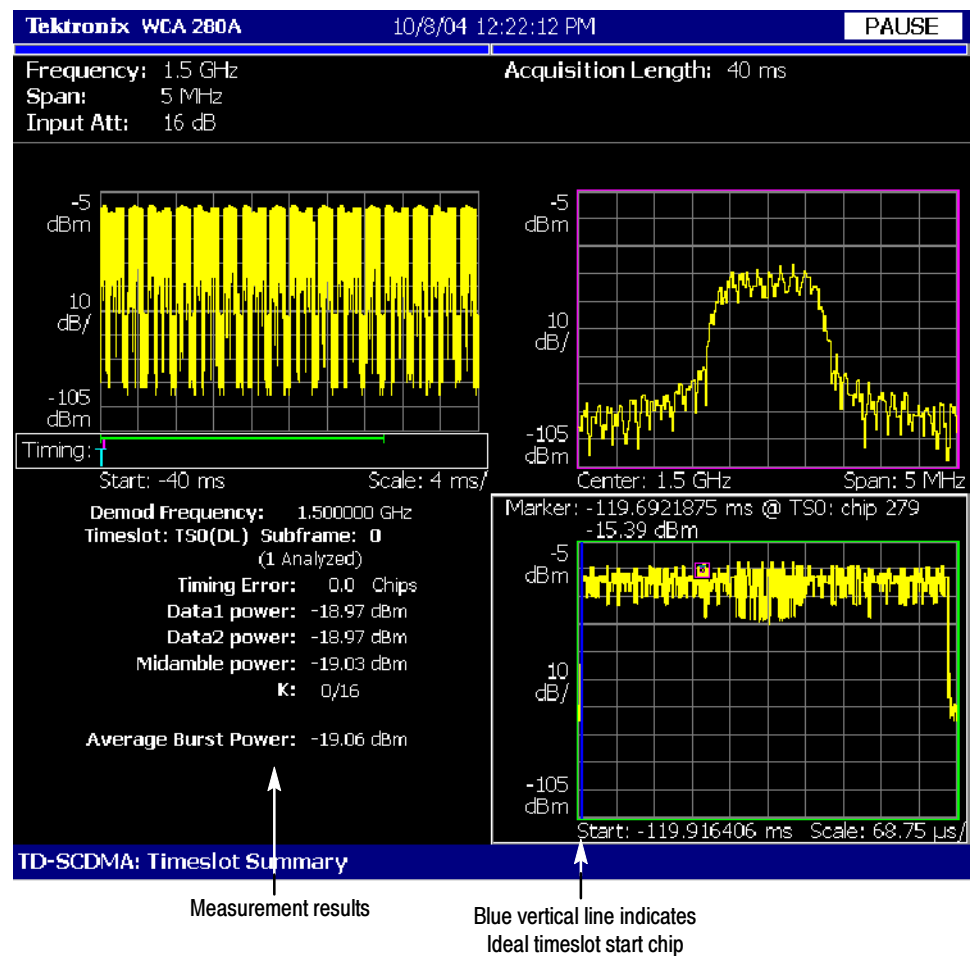 Tektronix WCA 280A 10/8/04 12:22:12 PM PAUSE
Frequency: 1.5 GHz Acquisition Length: 40 ms
Span: 5 MHz
Input Att: 16 dB
-5
dBm
10
dB/
-105
dBm
Timing:
Start: -40 ms Scale: 4 ms/
-5
dBm
10
dB/
-105
dBm
Center: 1.5 GHz Span: 5 MHz
Demod Frequency: 1.500000 GHz
Timeslot: TS0(DL) Subframe: 0
(1 Analyzed)
Timing Error: 0.0 Chips
Data1 power: -18.97 dBm
Data2 power: -18.97 dBm
Midamble power: -19.03 dBm
K: 0/16
Average Burst Power: -19.06 dBm
Marker: -119.6921875 ms @ TS0: chip 279
-15.39 dBm
-5
dBm
10
dB/
-105
dBm
Start: -119.916406 ms Scale: 68.75 µs/
TD-SCDMA: Timeslot Summary
Measurement results
Blue vertical line indicates
Ideal timeslot start chip